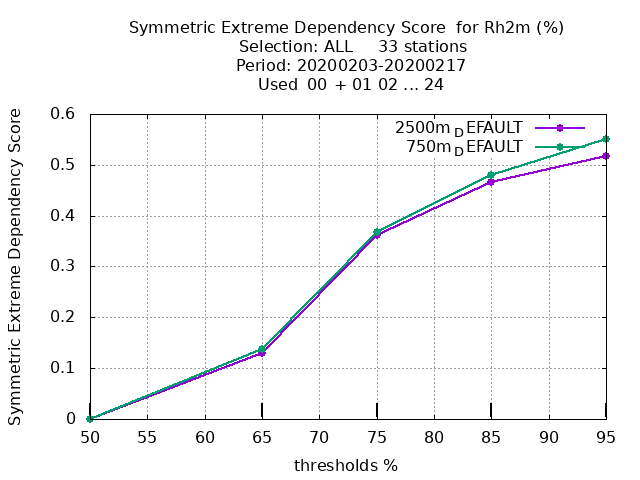 Symmetric Extreme Dependency Score for Rh2m (%)
Selection: ALL 33 stations
Period: 20200203-20200217
Used 00 + 01 02 ... 24
Symmetric Extreme Dependency Score
0.6
0.5
0.4
0.3
0.2
0.1
0
2500m_DEFAULT
750m_DEFAULT
50 55 60 65 70 75 80 85 90 95
thresholds %